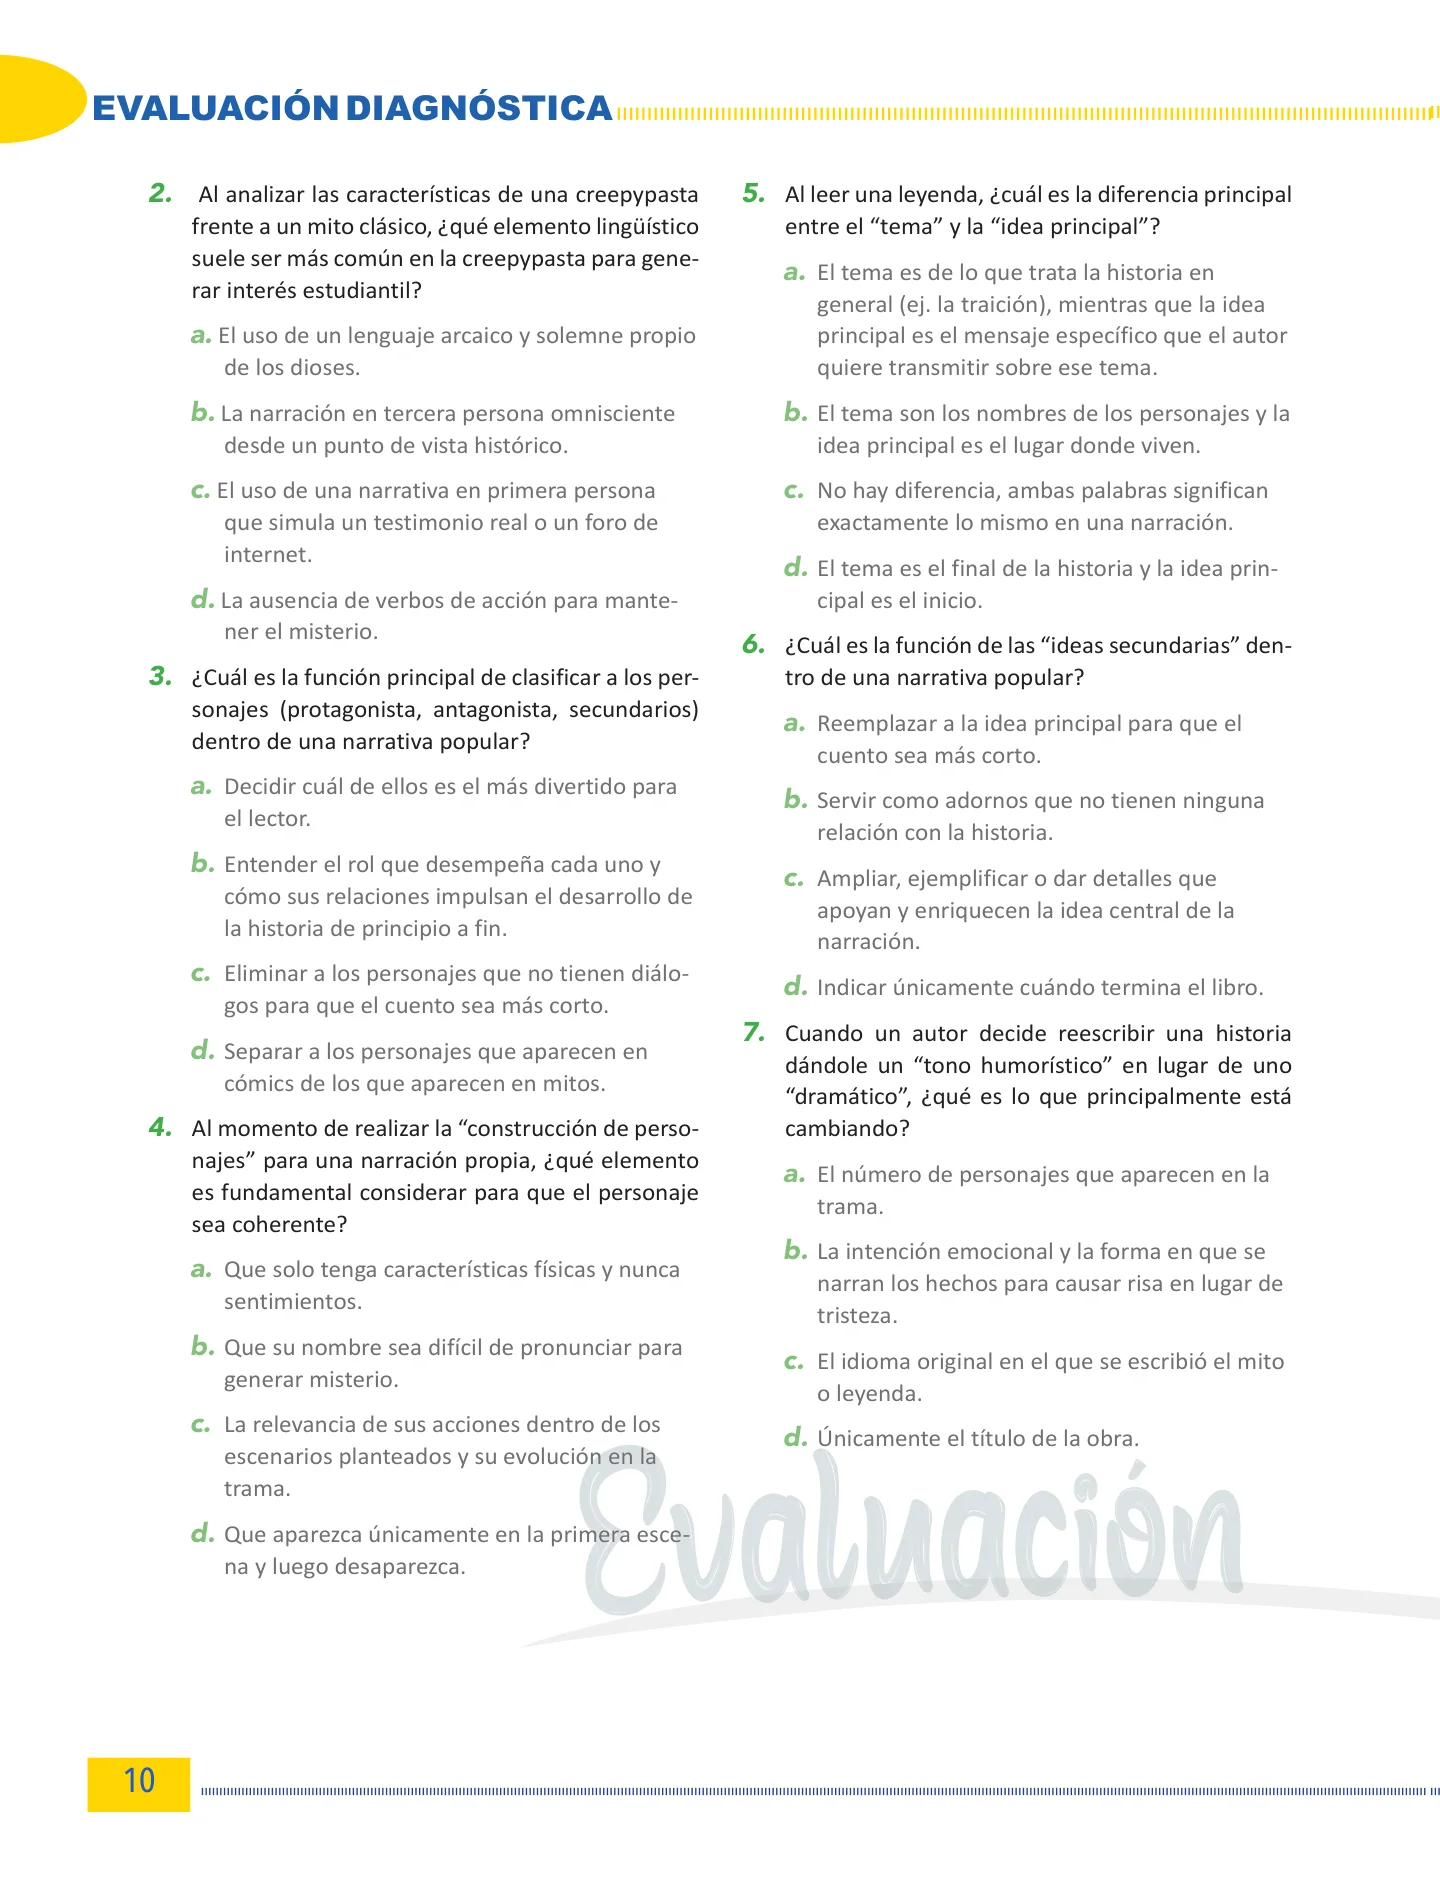 EVALUACIÓN DIAGNÓSTICA
2. Al analizar las características de una creepypasta
frente a un mito clásico, ¿qué elemento lingüístico
suele ser más común en la creepypasta para gene-
rar interés estudiantil?
a. El uso de un lenguaje arcaico y solemne propio
de los dioses.
b. La narración en tercera persona omnisciente
desde un punto de vista histórico.
c. El uso de una narrativa en primera persona
que simula un testimonio real o un foro de
internet.
d. La ausencia de verbos de acción para mante-
ner el misterio.
3. ¿Cuál es la función principal de clasificar a los per-
sonajes (protagonista, antagonista, secundarios)
dentro de una narrativa popular?
a. Decidir cuál de ellos es el más divertido para
el lector.
b. Entender el rol que desempeña cada uno y
cómo sus relaciones impulsan el desarrollo de
la historia de principio a fin.
c. Eliminar a los personajes que no tienen diálo-
gos para que el cuento sea más corto.
d. Separar a los personajes que aparecen en
cómics de los que aparecen en mitos.
4. Al momento de realizar la “construcción de perso-
najes” para una narración propia, ¿qué elemento
es fundamental considerar para que el personaje
sea coherente?
a. Que solo tenga características físicas y nunca
sentimientos.
b. Que su nombre sea difícil de pronunciar para
generar misterio.
c. La relevancia de sus acciones dentro de los
escenarios planteados y su evolución en la
trama.
d. Que aparezca únicamente en la primera esce-
na y luego desaparezca.
5. Al leer una leyenda, ¿cuál es la diferencia principal
entre el “tema” y la “idea principal”?
a. El tema es de lo que trata la historia en
general (ej. la traición), mientras que la idea
principal es el mensaje específico que el autor
quiere transmitir sobre ese tema.
b. El tema son los nombres de los personajes y la
idea principal es el lugar donde viven.
c. No hay diferencia, ambas palabras significan
exactamente lo mismo en una narración.
d. El tema es el final de la historia y la idea prin-
cipal es el inicio.
6. ¿Cuál es la función de las “ideas secundarias” den-
tro de una narrativa popular?
a. Reemplazar a la idea principal para que el
cuento sea más corto.
b. Servir como adornos que no tienen ninguna
relación con la historia.
c. Ampliar, ejemplificar o dar detalles que
apoyan y enriquecen la idea central de la
narración.
d. Indicar únicamente cuándo termina el libro.
7. Cuando un autor decide reescribir una historia
dándole un “tono humorístico” en lugar de uno
“dramático”, ¿qué es lo que principalmente está
cambiando?
a. El número de personajes que aparecen en la
trama.
b. La intención emocional y la forma en que se
narran los hechos para causar risa en lugar de
tristeza.
c. El idioma original en el que se escribió el mito
o leyenda.
d. Únicamente el título de la obra.
Evaluación
10